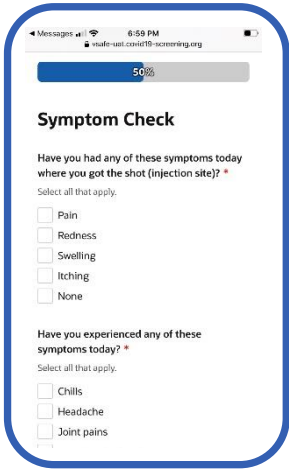 Messages 6:59 PM
vsafe-uat.covid19-screening.org
50%
Symptom Check
Have you had any of these symptoms today
where you got the shot (injection site)? *
Select all that apply.
Pain
Redness
Swelling
Itching
None
Have you experienced any of these
symptoms today? *
Select all that apply.
Chills
Headache
Joint pains